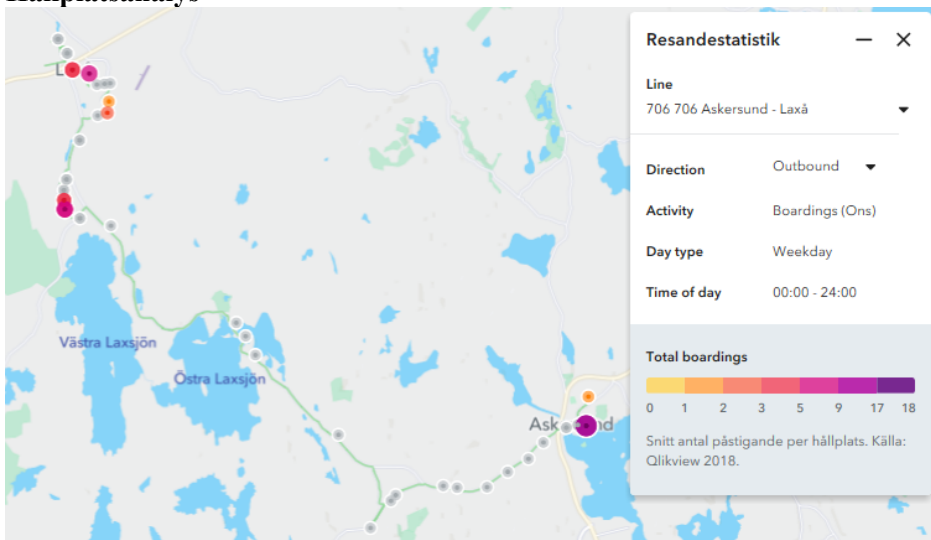 Hållplatsanalys
Resandestatistik
Line
706 706 Askersund - Laxå
Direction
Outbound
Activity
Boardings (Ons)
Day type
Weekday
Time of day
00:00 - 24:00
Total boardings
0 1 2 3 5 9 17 18
Snitt antal påstigande per hållplats. Källa:
Qlikview 2018.
Västra Laxsjön
Östra Laxsjön